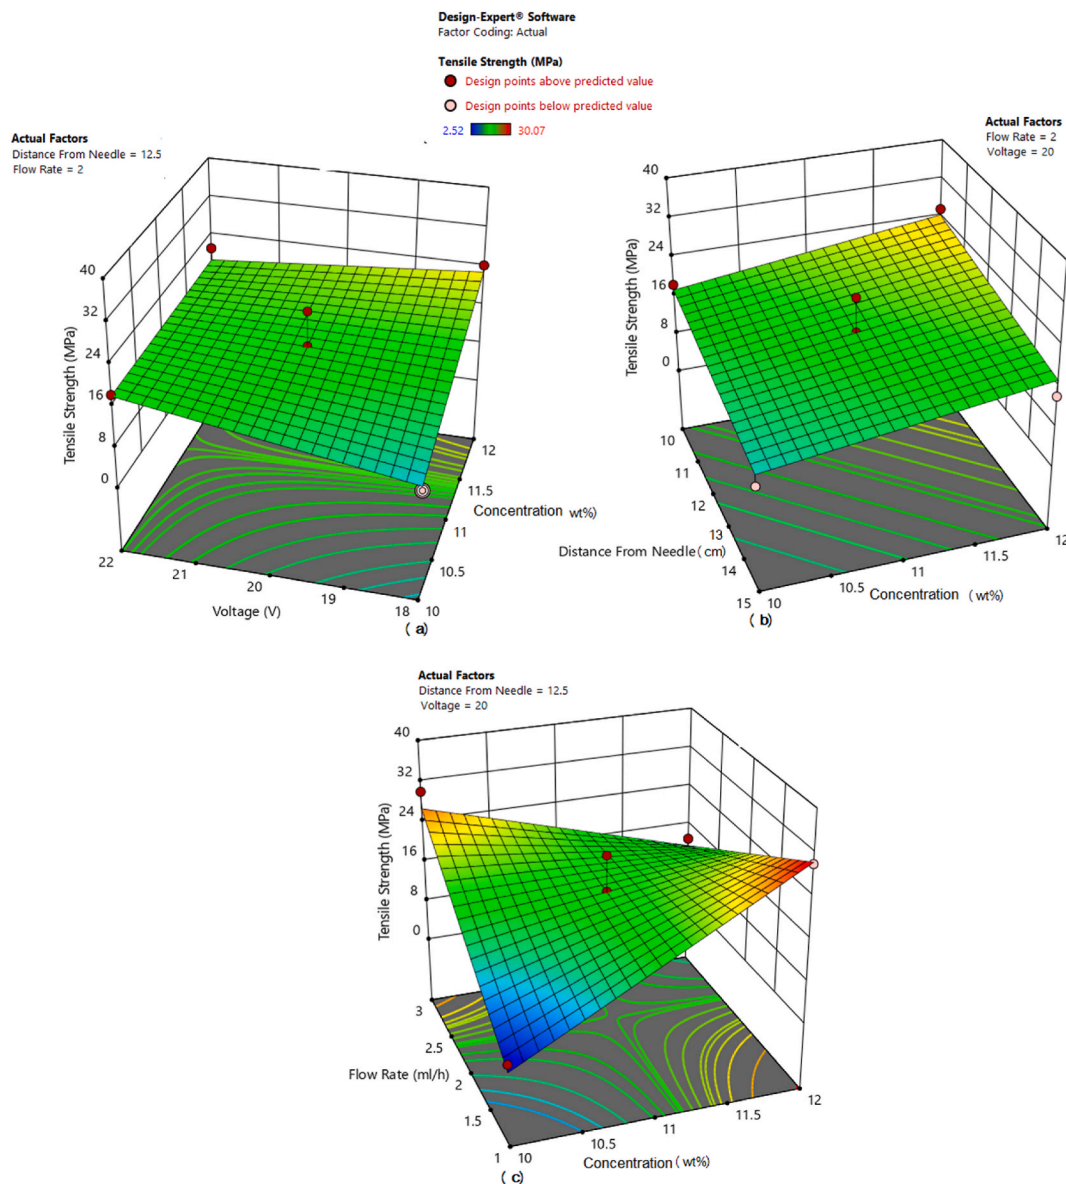 Design-Expert® Software
Factor Coding: Actual
Tensile Strength (MPa)
Design points above predicted value
Design points below predicted value
2.52 30.07
Actual Factors
Distance From Needle = 12.5
Flow Rate = 2
40
32
24
16
8
0
Tensile Strength (MPa)
22
21
20
19
18
Voltage (V)
10
10.5
11
11.5
12
Concentration wt%)
( a)
Actual Factors
Flow Rate = 2
Voltage = 20
40
32
24
16
8
0
Tensile Strength (MPa)
10
11
12
13
14
15
Distance From Needle(cm)
10
10.5
11
11.5
12
Concentration (wt%)
( b)
Actual Factors
Distance From Needle = 12.5
Voltage = 20
40
32
24
16
8
0
Tensile Strength (MPa)
3
2.5
2
1.5
1
Flow Rate (ml/h)
10
10.5
11
11.5
12
Concentration (wt%)
( c)